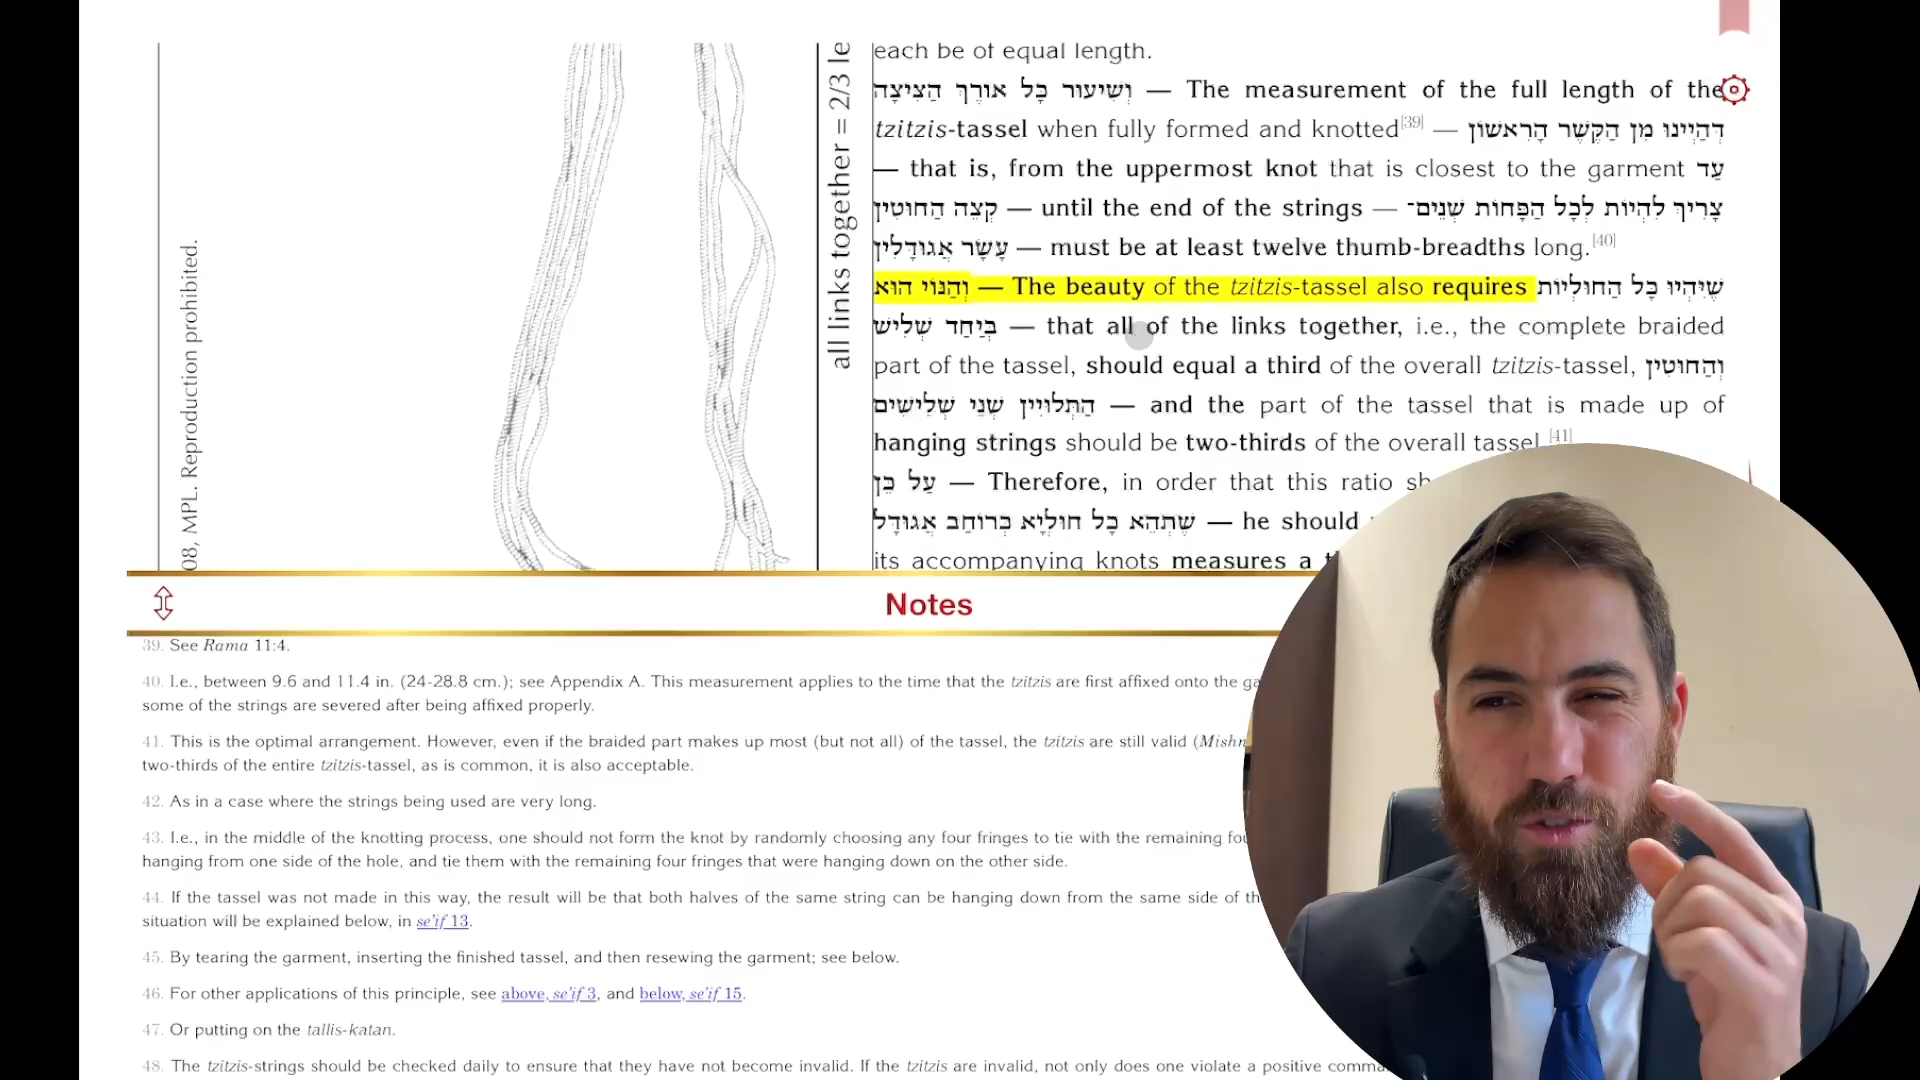 08, MPL. Reproduction prohibited.
all links together = 2/3 le
each be of equal length.
וְשִׁיעוּר כָּל אוֹרֶךְ הַצִּיצָה — The measurement of the full length of the
tzitzis-tassel when fully formed and knotted[39] — דְּהַיְינוּ מִן הַקֶּשֶׁר הָרִאשׁוֹן
— that is, from the uppermost knot that is closest to the garment עַד
קְצֵה הַחוּטִין — until the end of the strings — צָרִיךְ לִהְיוֹת לְכָל הַפָּחוֹת שְׁנֵים־
עָשָׂר אֲגוּדָלִין — must be at least twelve thumb-breadths long.[40]
וְהַנּוֹי הוּא — The beauty of the tzitzis-tassel also requires שֶׁיִּהְיוּ כָּל הַחוּלְיוֹת
בְּיַחַד שְׁלִישׁ — that all of the links together, i.e., the complete braided
part of the tassel, should equal a third of the overall tzitzis-tassel, וְהַחוּטִין
הַתְּלוּיִין שְׁנֵי שְׁלִישִׁים — and the part of the tassel that is made up of
hanging strings should be two-thirds of the overall tassel.[41]
עַל כֵּן — Therefore, in order that this ratio sh
שֶׁתְּהֵא כָּל חוּלְיָא כְּרוֹחַב אֲגוּדָל — he should
its accompanying knots measures a t
Notes
39. See Rama 11:4.
40. I.e., between 9.6 and 11.4 in. (24-28.8 cm.); see Appendix A. This measurement applies to the time that the tzitzis are first affixed onto the ga
some of the strings are severed after being affixed properly.
41. This is the optimal arrangement. However, even if the braided part makes up most (but not all) of the tassel, the tzitzis are still valid (Mishn
two-thirds of the entire tzitzis-tassel, as is common, it is also acceptable.
42. As in a case where the strings being used are very long.
43. I.e., in the middle of the knotting process, one should not form the knot by randomly choosing any four fringes to tie with the remaining fou
hanging from one side of the hole, and tie them with the remaining four fringes that were hanging down on the other side.
44. If the tassel was not made in this way, the result will be that both halves of the same string can be hanging down from the same side of th
situation will be explained below, in se'if 13.
45. By tearing the garment, inserting the finished tassel, and then resewing the garment; see below.
46. For other applications of this principle, see above, se'if 3, and below, se'if 15.
47. Or putting on the tallis-katan.
48. The tzitzis-strings should be checked daily to ensure that they have not become invalid. If the tzitzis are invalid, not only does one violate a positive comma